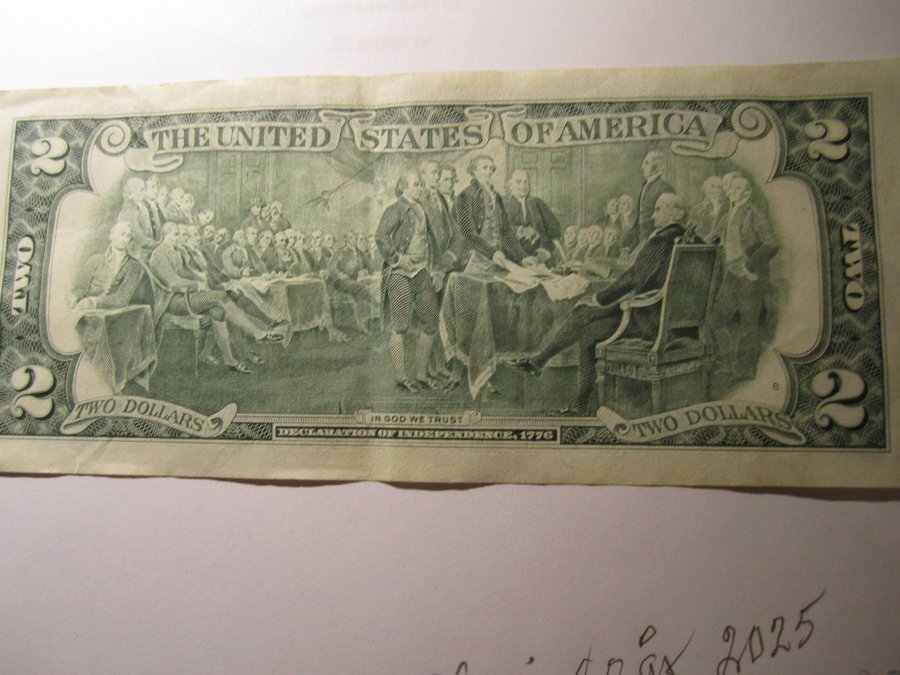 THE UNITED STATES OF AMERICA
2
2
TWO
TWO
2
2
TWO DOLLARS
TWO DOLLARS
IN GOD WE TRUST
DECLARATION OF INDEPENDENCE, 1776
8
2025